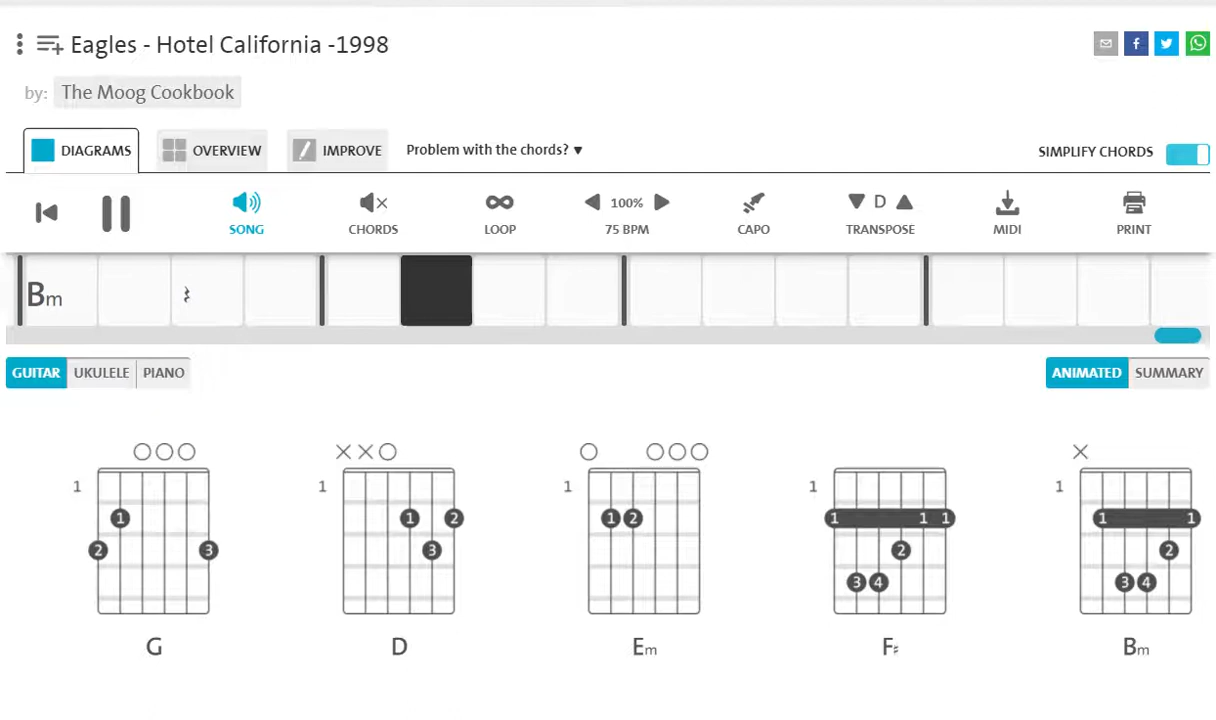 Eagles - Hotel California -1998
by: The Moog Cookbook
DIAGRAMS OVERVIEW IMPROVE Problem with the chords? ▼ SIMPLIFY CHORDS
100% D
SONG CHORDS LOOP 75 BPM CAPO TRANSPOSE MIDI PRINT
Bm
GUITAR UKULELE PIANO ANIMATED SUMMARY
1 1 1 1 1
1 1 2 1 2 1 1 1 1 1
2 3 3 2 2
3 4 3 4
G D Em F♯ Bm